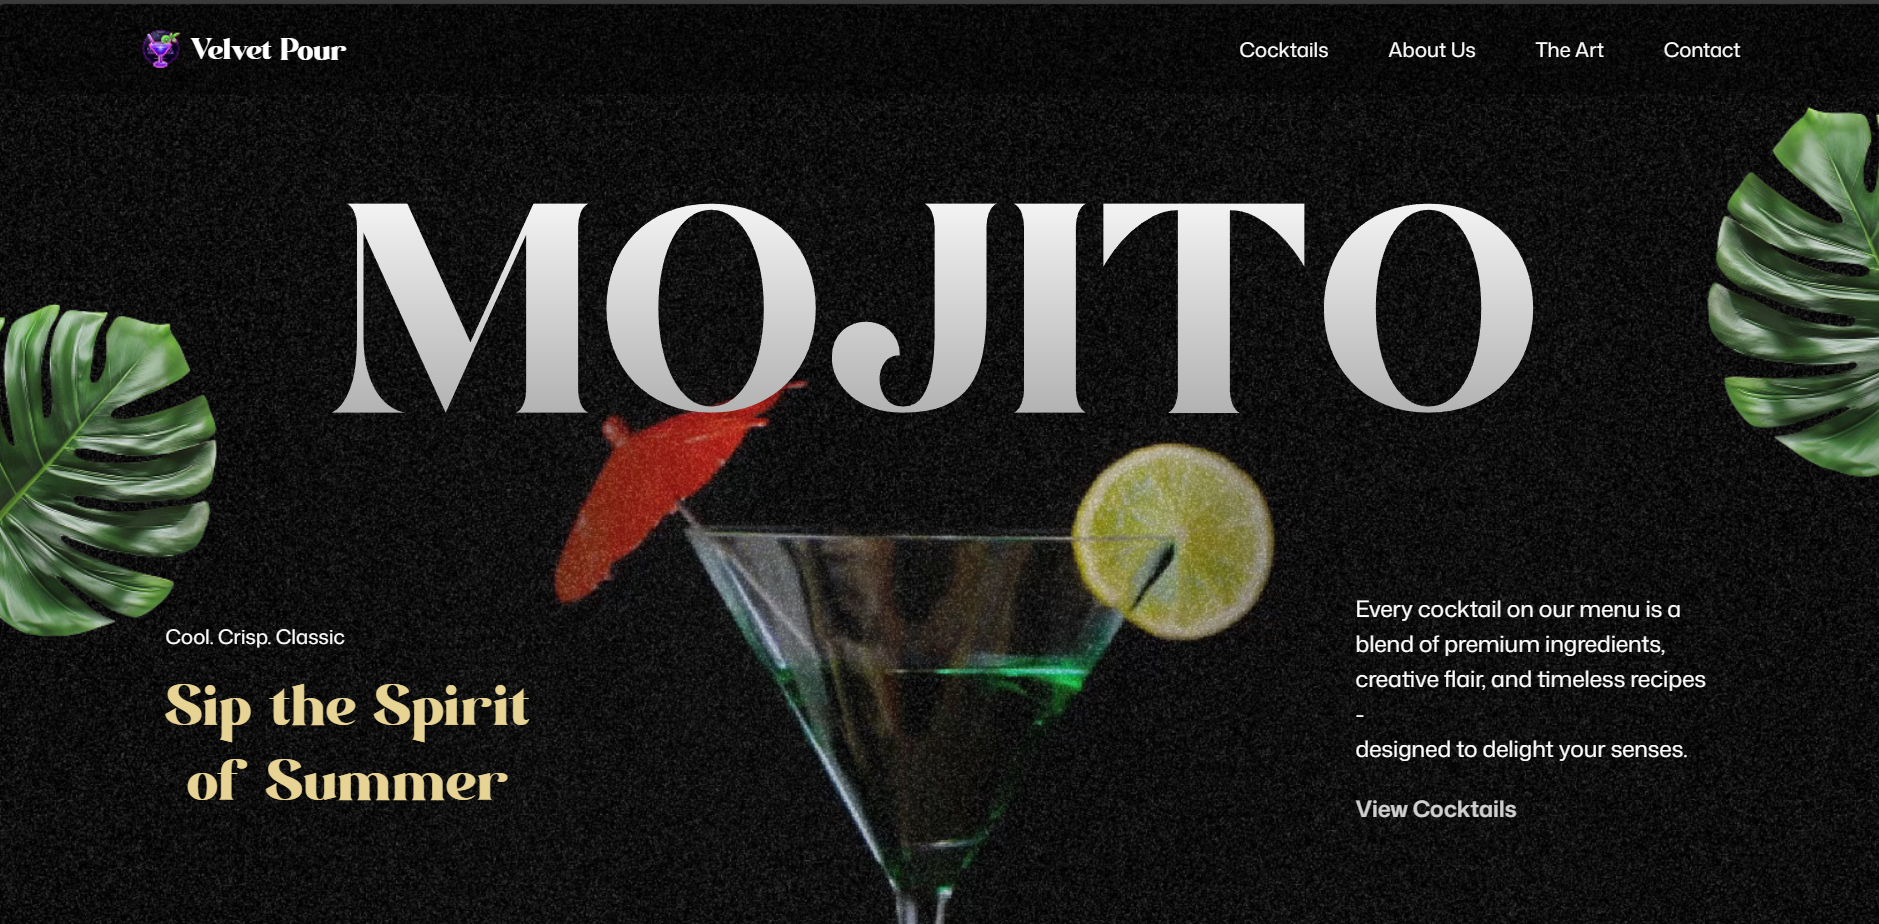 Velvet Pour
Cocktails
About Us
The Art
Contact
MOJITO
Cool. Crisp. Classic
Sip the Spirit
of Summer
Every cocktail on our menu is a
blend of premium ingredients,
creative flair, and timeless recipes
-
designed to delight your senses.
View Cocktails